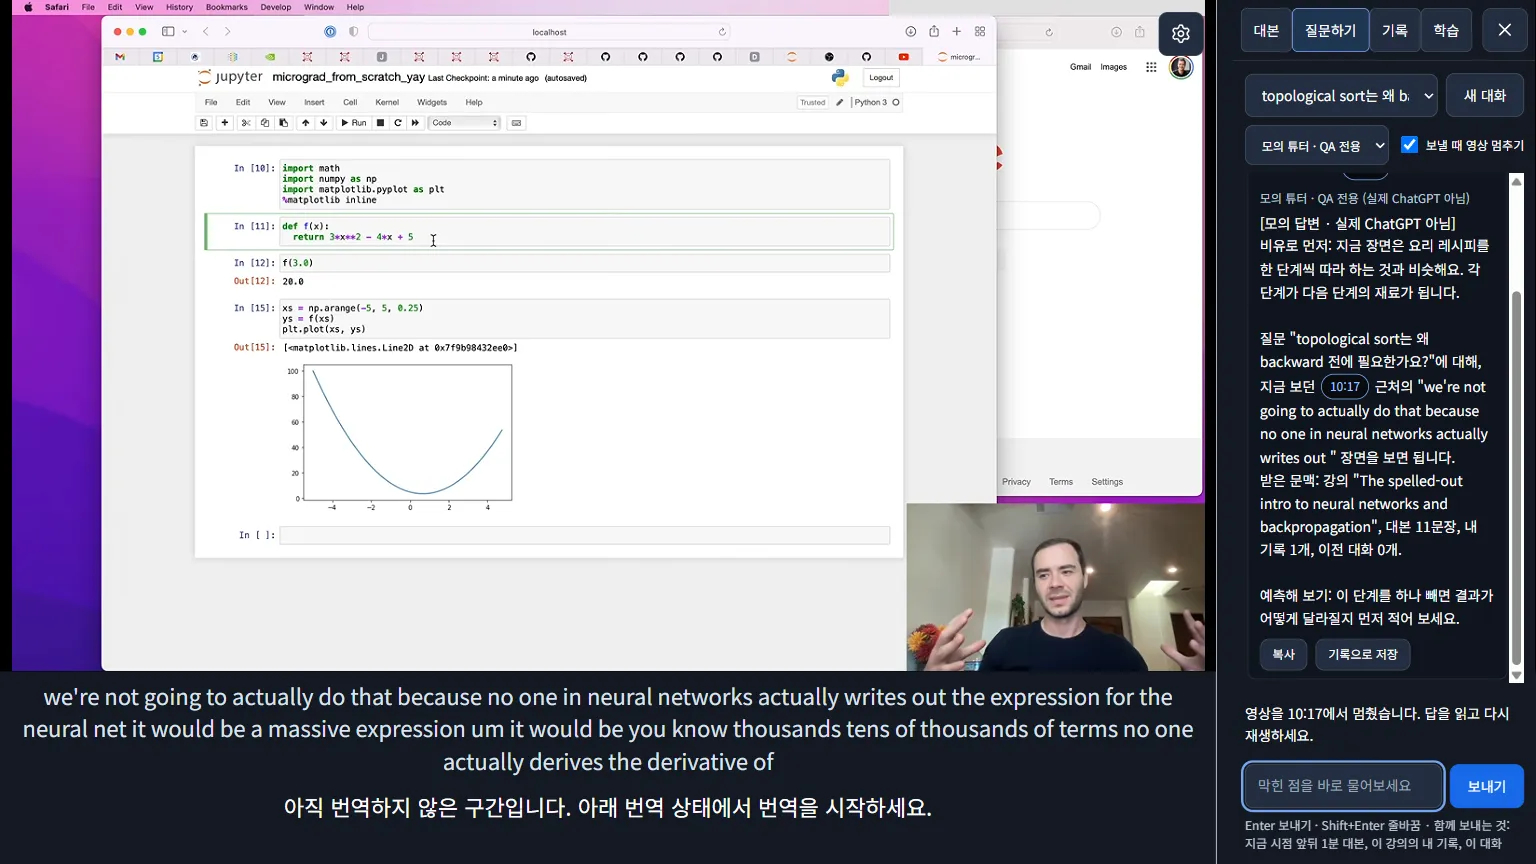 Safari File Edit View History Bookmarks Develop Window Help
localhost
microgr...
jupyter micrograd_from_scratch_yay Last Checkpoint: a minute ago (autosaved)
Logout
File Edit View Insert Cell Kernel Widgets Help
Trusted Python 3
Run Code
In [10]: import math
import numpy as np
import matplotlib.pyplot as plt
%matplotlib inline
In [11]: def f(x):
return 3*x**2 - 4*x + 5
In [12]: f(3.0)
Out[12]: 20.0
In [15]: xs = np.arange(-5, 5, 0.25)
ys = f(xs)
plt.plot(xs, ys)
Out[15]: [<matplotlib.lines.Line2D at 0x7f9b98432ee0>]
100
80
60
40
20
0
−4 −2 0 2 4
In [ ]:
Gmail Images
Privacy Terms Settings
we're not going to actually do that because no one in neural networks actually writes out the expression for the
neural net it would be a massive expression um it would be you know thousands tens of thousands of terms no one
actually derives the derivative of
아직 번역하지 않은 구간입니다. 아래 번역 상태에서 번역을 시작하세요.
대본 질문하기 기록 학습
topological sort는 왜 ba 새 대화
모의 튜터 · QA 전용 보낼 때 영상 멈추기
모의 튜터 · QA 전용 (실제 ChatGPT 아님)
[모의 답변 · 실제 ChatGPT 아님]
비유로 먼저: 지금 장면은 요리 레시피를
한 단계씩 따라 하는 것과 비슷해요. 각
단계가 다음 단계의 재료가 됩니다.
질문 "topological sort는 왜
backward 전에 필요한가요?"에 대해,
지금 보던 10:17 근처의 "we're not
going to actually do that because
no one in neural networks actually
writes out " 장면을 보면 됩니다.
받은 문맥: 강의 "The spelled-out
intro to neural networks and
backpropagation", 대본 11문장, 내
기록 1개, 이전 대화 0개.
예측해 보기: 이 단계를 하나 빼면 결과가
어떻게 달라질지 먼저 적어 보세요.
복사 기록으로 저장
영상을 10:17에서 멈췄습니다. 답을 읽고 다시
재생하세요.
막힌 점을 바로 물어보세요 보내기
Enter 보내기 · Shift+Enter 줄바꿈 · 함께 보내는 것:
지금 시점 앞뒤 1분 대본, 이 강의의 내 기록, 이 대화